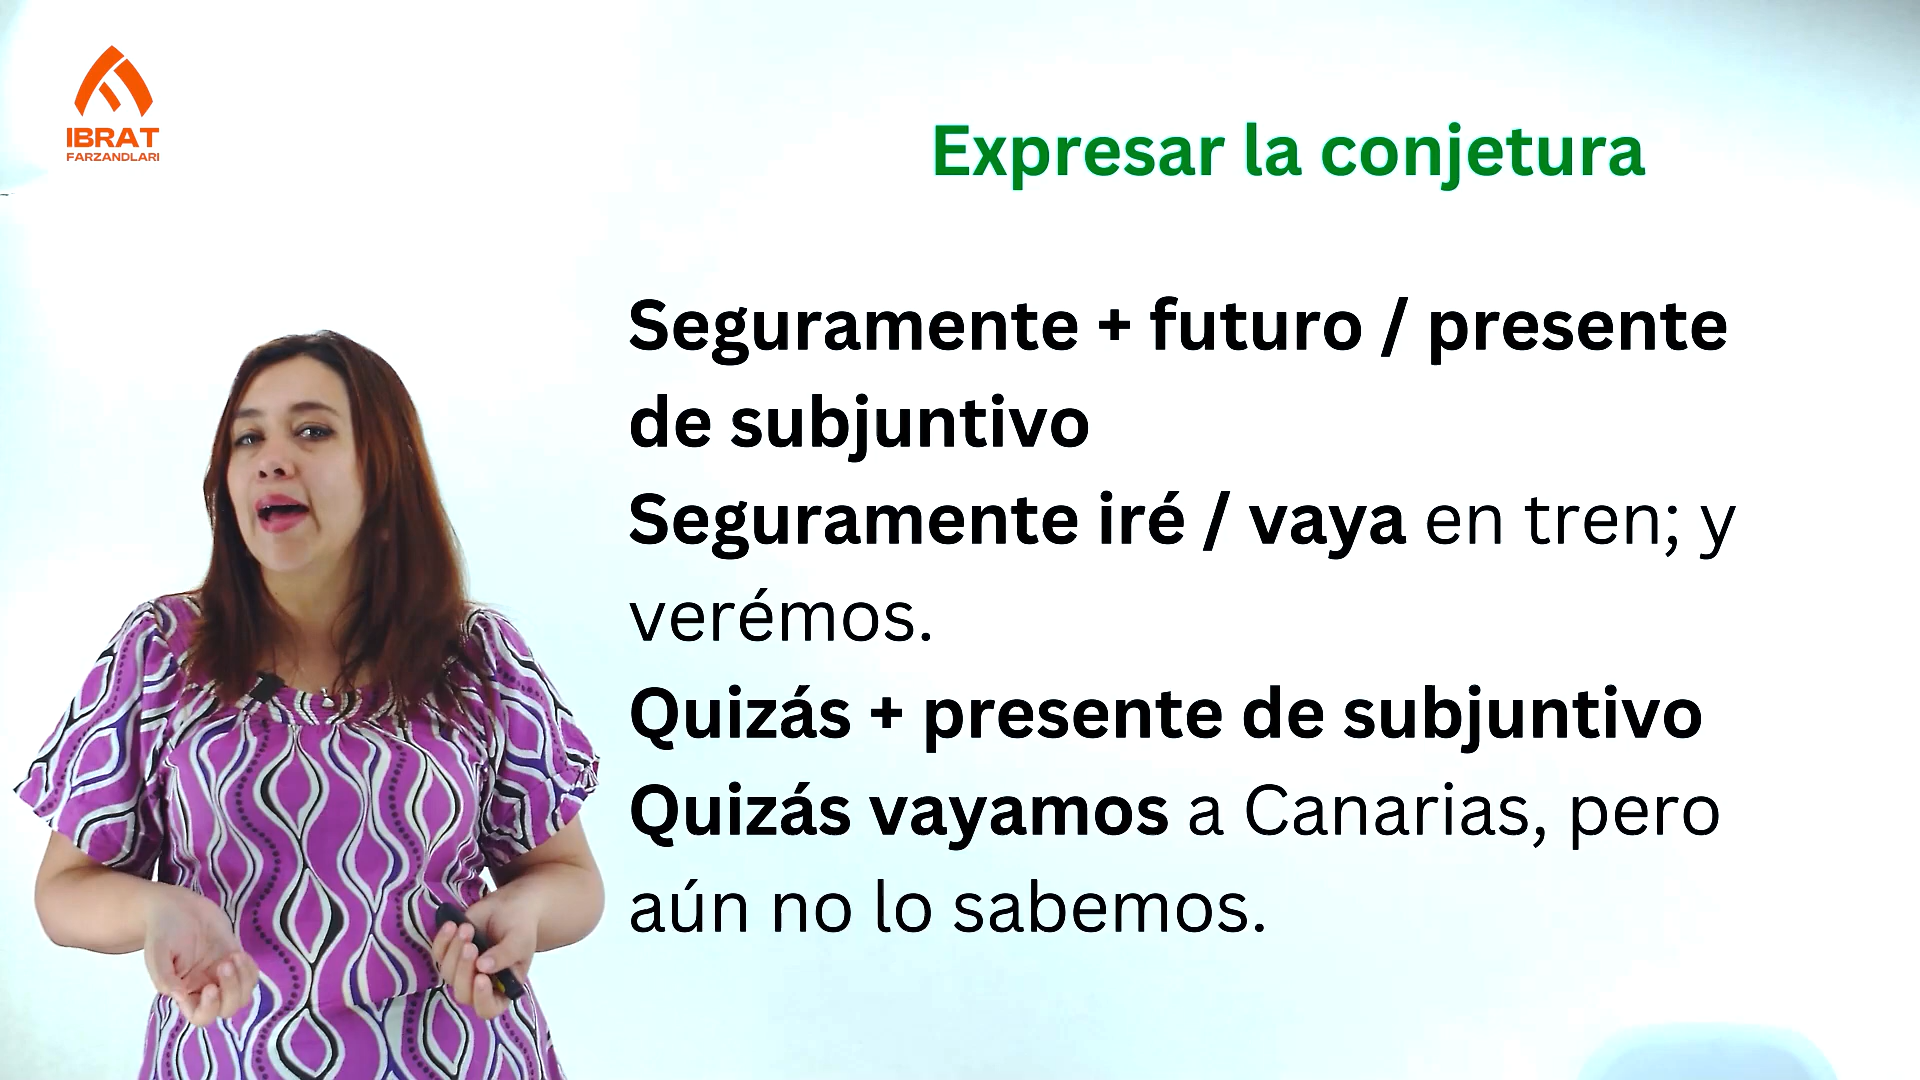 IBRAT
FARZANDLARI
Expresar la conjetura
Seguramente + futuro / presente
de subjuntivo
Seguramente iré / vaya en tren; y
verémos.
Quizás + presente de subjuntivo
Quizás vayamos a Canarias, pero
aún no lo sabemos.